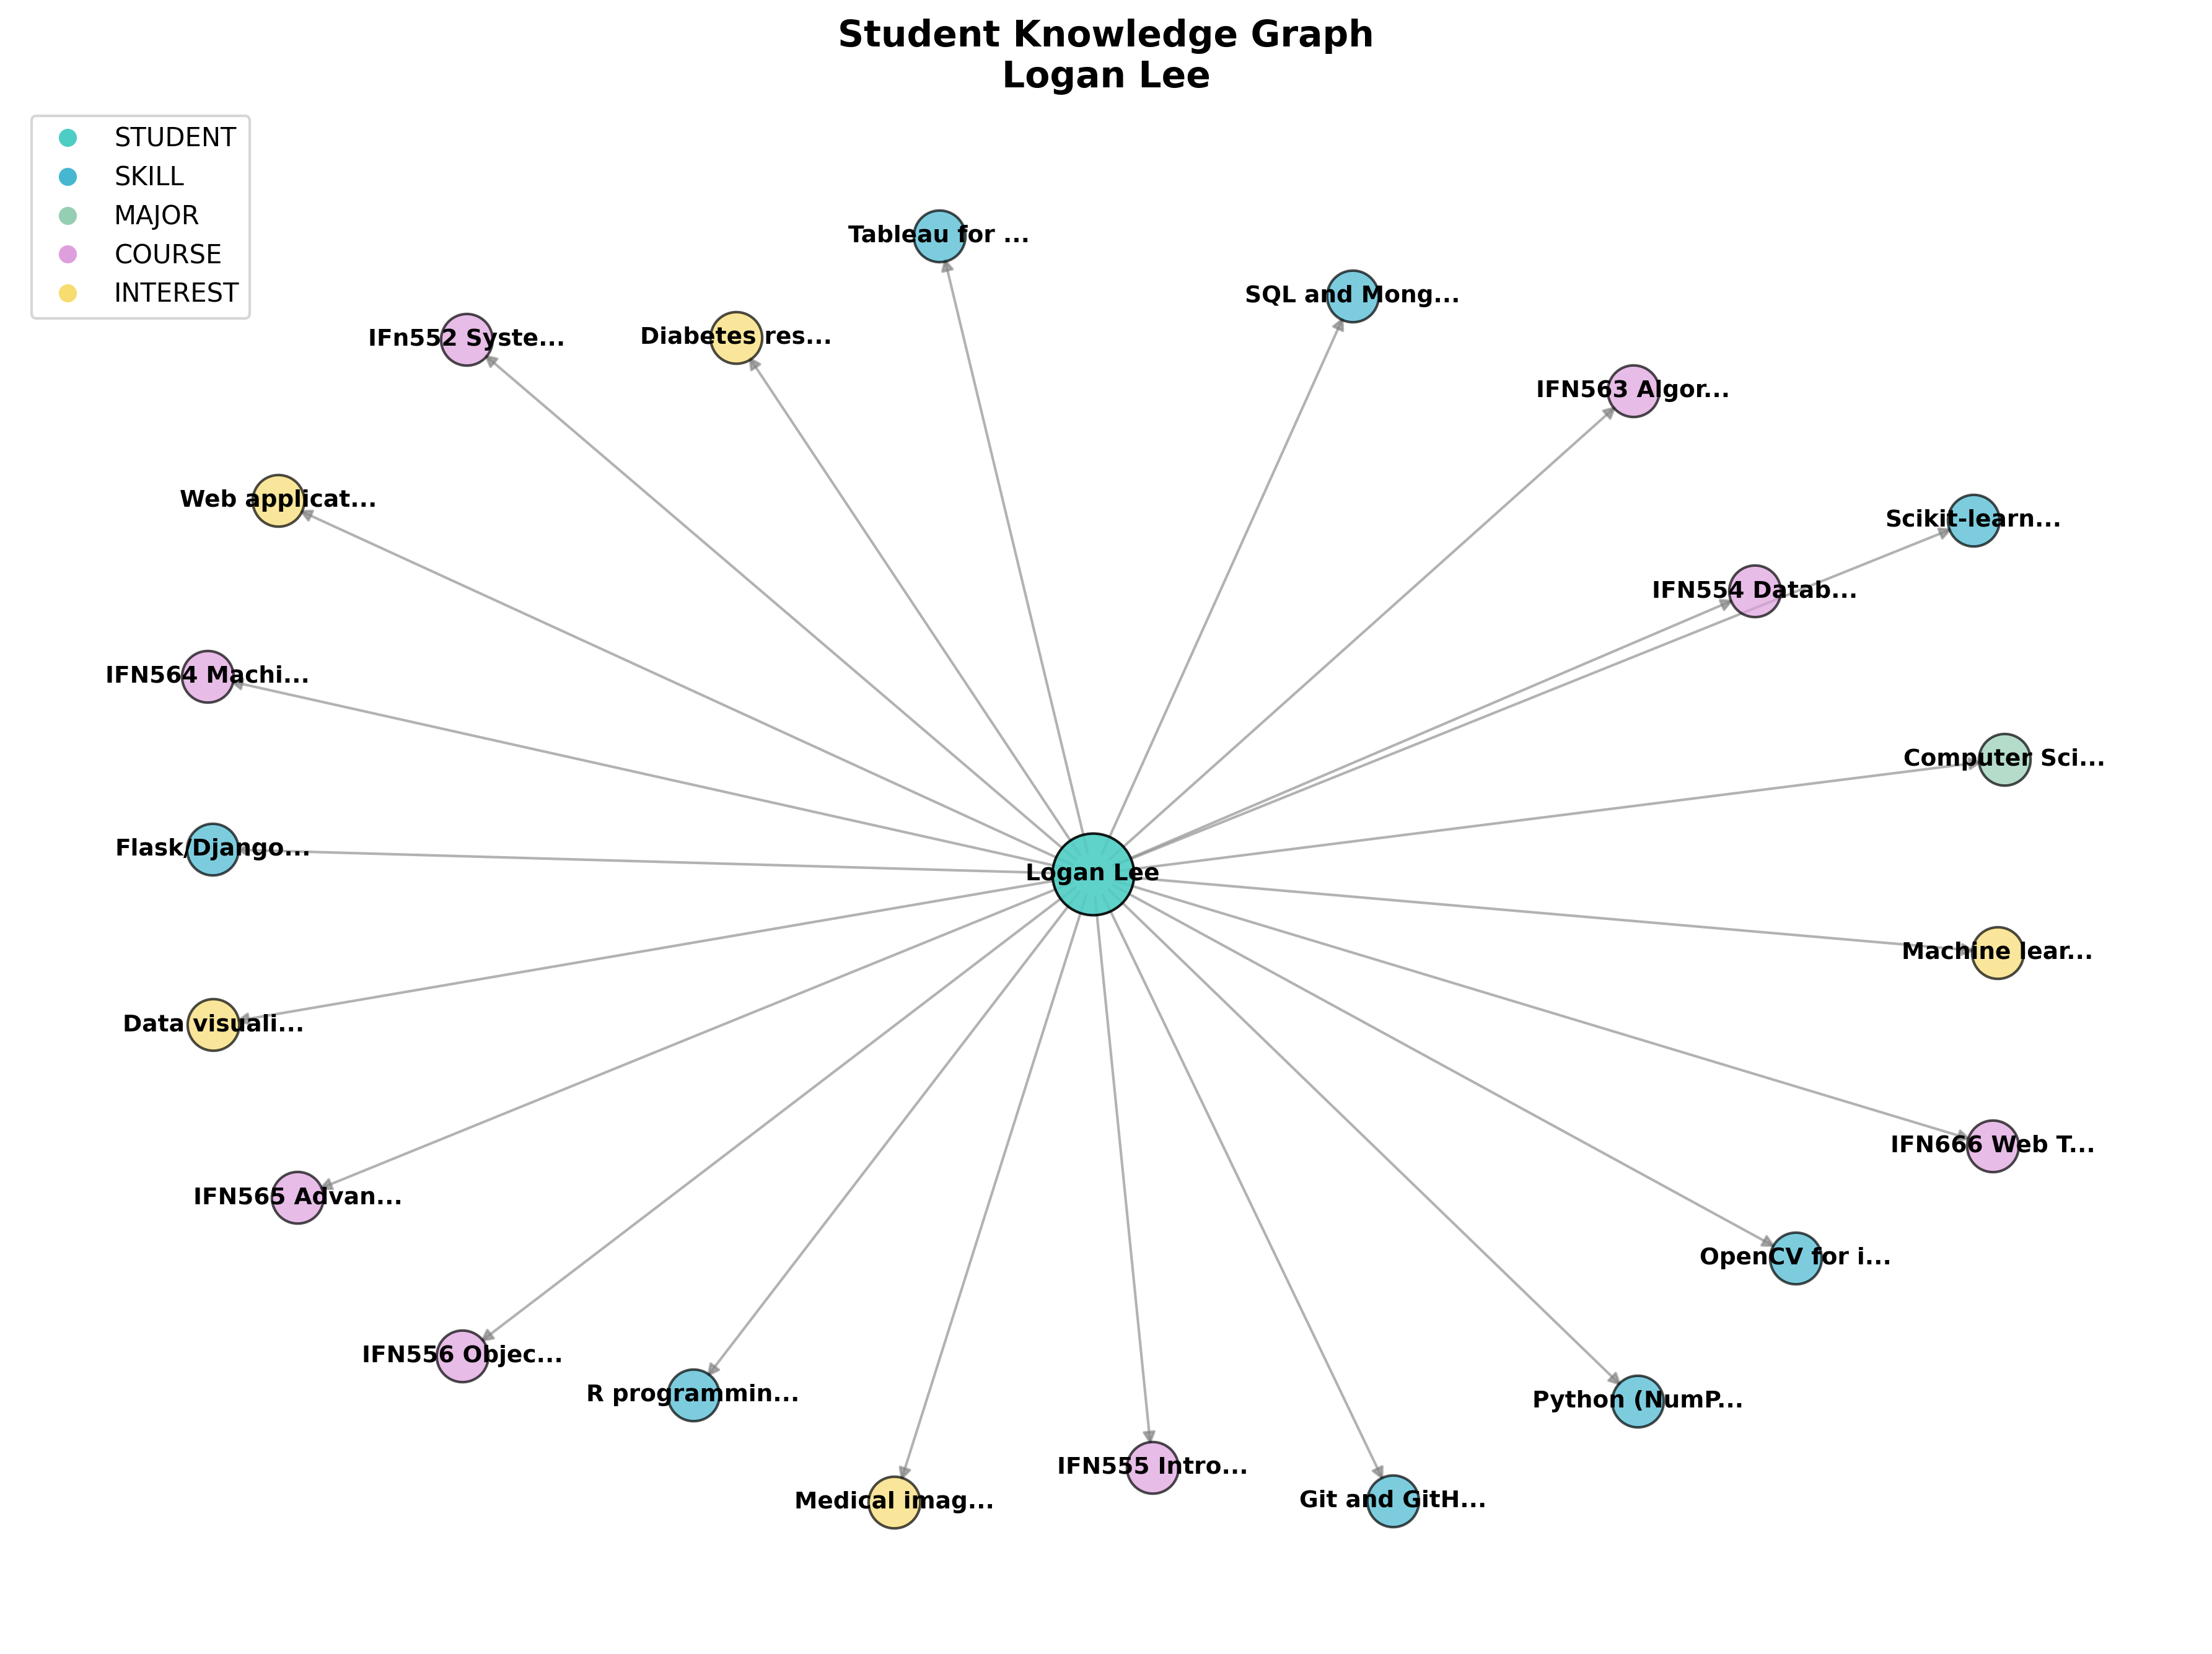 Student Knowledge Graph
Logan Lee
STUDENT
SKILL
MAJOR
COURSE
INTEREST
Tableau for ...
SQL and Mong...
IFn552 Syste...
Diabetes res...
IFN563 Algor...
Web applicat...
Scikit-learn...
IFN554 Datab...
IFN564 Machi...
Computer Sci...
Flask/Django...
Logan Lee
Machine lear...
Data visuali...
IFN666 Web T...
IFN565 Advan...
OpenCV for i...
IFN556 Objec...
R programmin...
Python (NumP...
IFN555 Intro...
Medical imag...
Git and GitH...